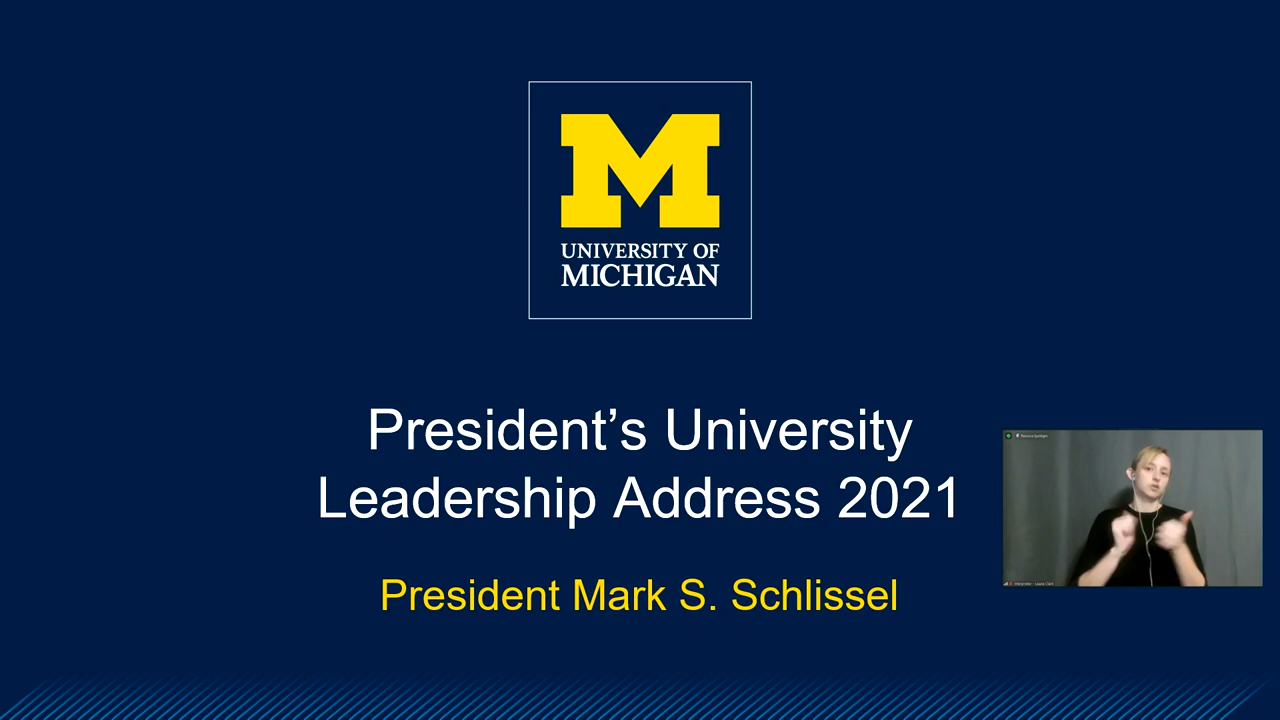 M
UNIVERSITY OF
MICHIGAN
President's University
Leadership Address 2021
President Mark S. Schlissel